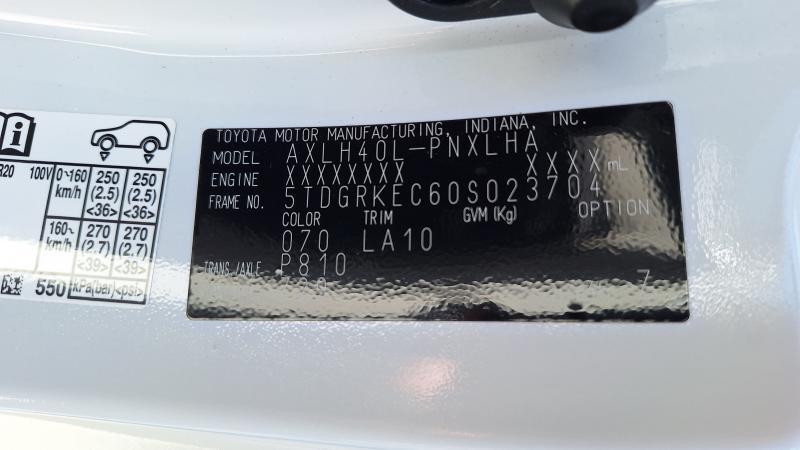 R20 100V
0~160 km/h 250 (2.5) <36> 250 (2.5) <36>
160~ km/h 270 (2.7) <39> 270 (2.7) <39>
550 kPa(bar)<psi>
TOYOTA MOTOR MANUFACTURING, INDIANA, INC.
MODEL AXLH40L-PNXLHA
ENGINE XXXXXXXX XXXX mL
FRAME NO. 5TDGRKEC60S023704
COLOR TRIM GVM (Kg) OPTION
070 LA10
TRANS./AXLE P810
7